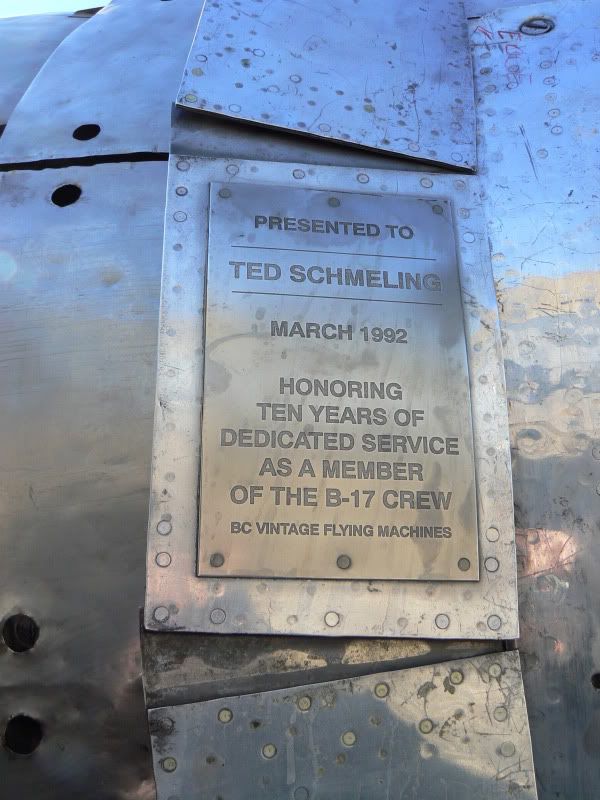 PRESENTED TO
TED SCHMELING
MARCH 1992
HONORING
TEN YEARS OF
DEDICATED SERVICE
AS A MEMBER
OF THE B-17 CREW
BC VINTAGE FLYING MACHINES